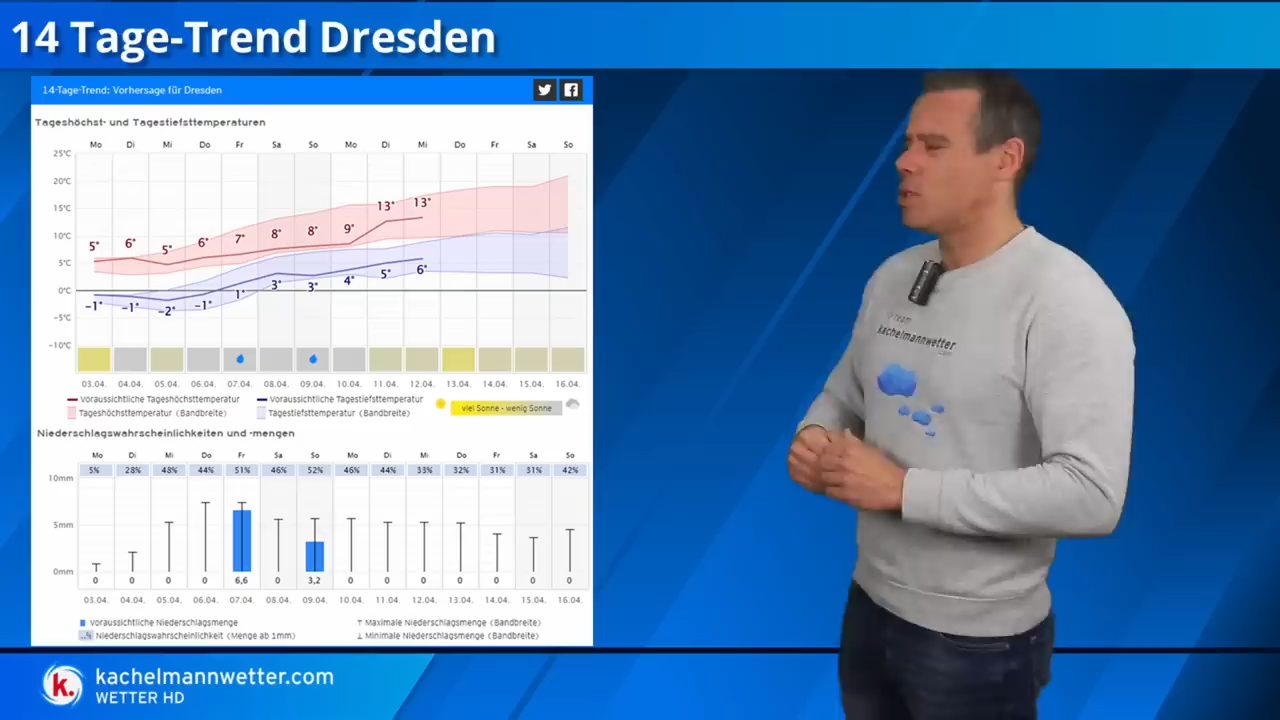 14 Tage-Trend Dresden
14-Tage-Trend: Vorhersage für Dresden
Tageshöchst- und Tagestiefsttemperaturen
Mo Di Mi Do Fr Sa So Mo Di Mi Do Fr Sa So
25°C
20°C
15°C
10°C
5°C
0°C
-5°C
-10°C
5° 6° 5° 6° 7° 8° 8° 9° 13° 13°
-1° -1° -2° -1° 1° 3° 3° 4° 5° 6°
03.04. 04.04. 05.04. 06.04. 07.04. 08.04. 09.04. 10.04. 11.04. 12.04. 13.04. 14.04. 15.04. 16.04.
Voraussichtliche Tageshöchsttemperatur Voraussichtliche Tagestiefsttemperatur
Tageshöchsttemperatur (Bandbreite) Tagestiefsttemperatur (Bandbreite)
viel Sonne - wenig Sonne
Niederschlagswahrscheinlichkeiten und -mengen
Mo Di Mi Do Fr Sa So Mo Di Mi Do Fr Sa So
5% 28% 48% 44% 51% 46% 52% 46% 44% 33% 32% 31% 31% 42%
10mm
5mm
0mm
0 0 0 0 6,6 0 3,2 0 0 0 0 0 0 0
03.04. 04.04. 05.04. 06.04. 07.04. 08.04. 09.04. 10.04. 11.04. 12.04. 13.04. 14.04. 15.04. 16.04.
Voraussichtliche Niederschlagsmenge Maximale Niederschlagsmenge (Bandbreite)
..% Niederschlagswahrscheinlichkeit (Menge ab 1mm) Minimale Niederschlagsmenge (Bandbreite)
team
kachelmannwetter
.com
k.
kachelmannwetter.com
WETTER HD